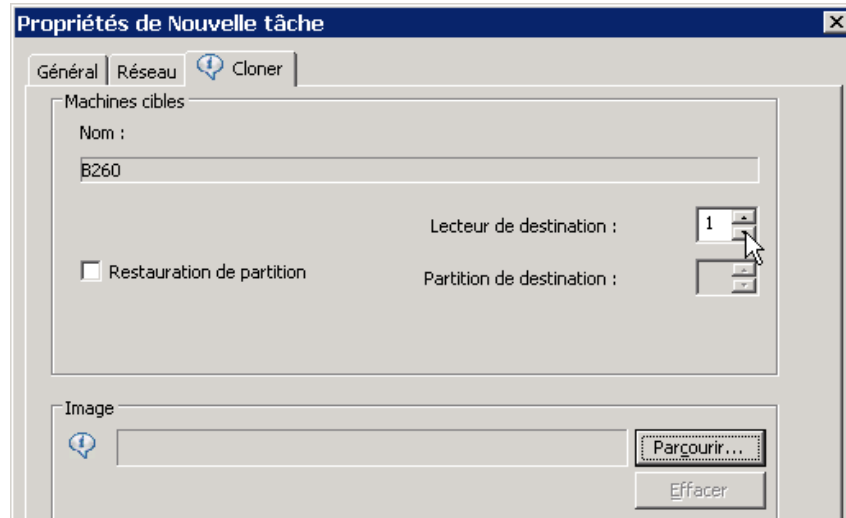 Propriétés de Nouvelle tâche
Général Réseau Cloner
Machines cibles
Nom :
B260
Lecteur de destination : 1
Restauration de partition Partition de destination :
Image
Parcourir...
Effacer